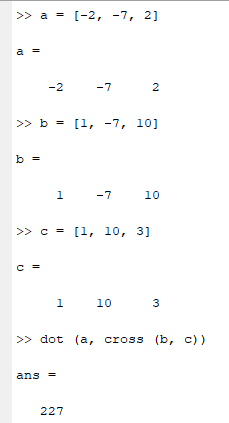 >> a = [-2, -7, 2]
a =
-2 -7 2
>> b = [1, -7, 10]
b =
1 -7 10
>> c = [1, 10, 3]
c =
1 10 3
>> dot (a, cross (b, c))
ans =
227